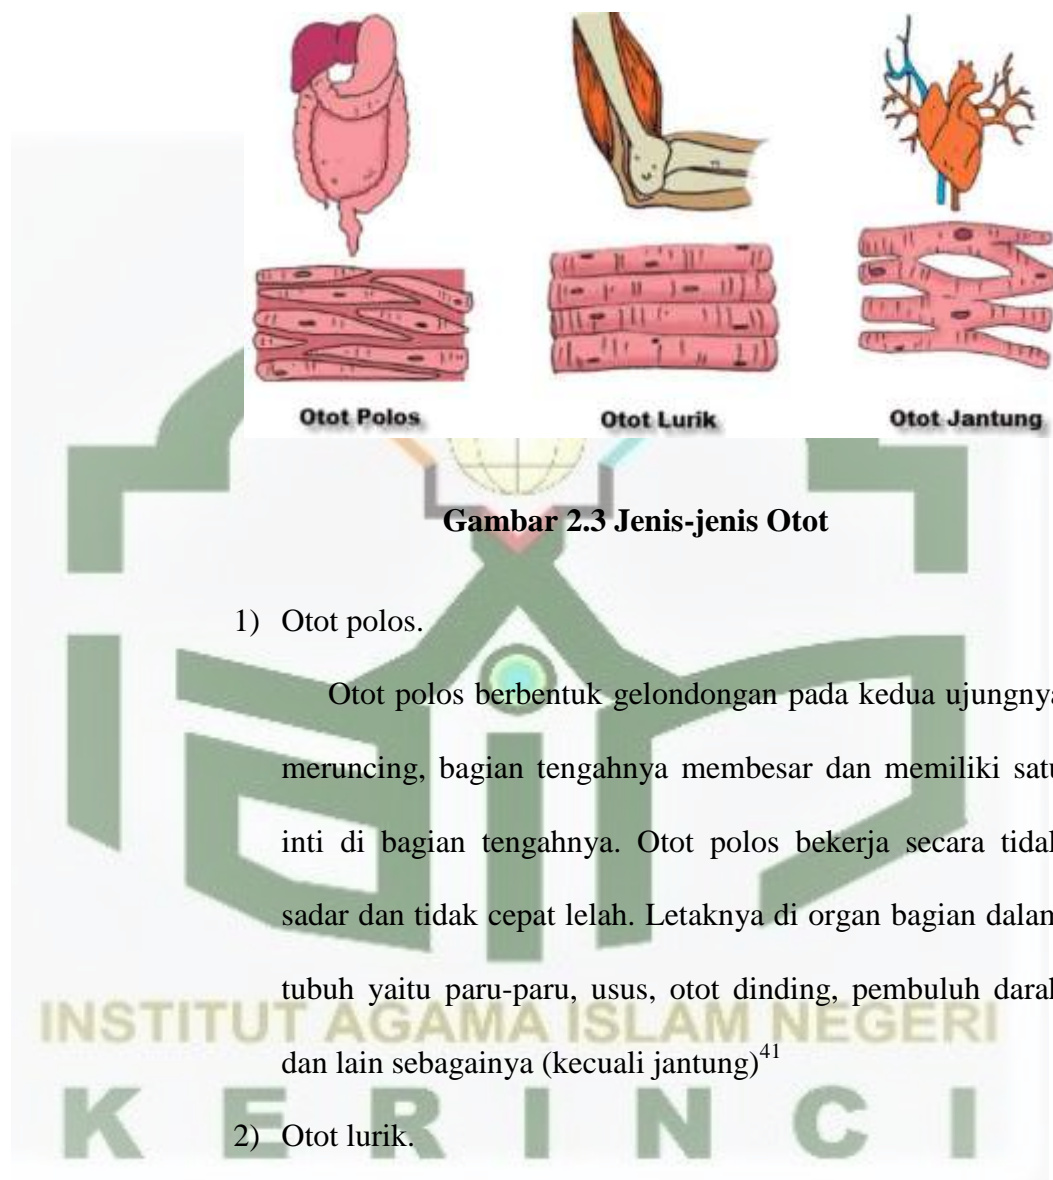 Otot Polos Otot Lurik Otot Jantung
Gambar 2.3 Jenis-jenis Otot
1) Otot polos.
Otot polos berbentuk gelondongan pada kedua ujungnya
meruncing, bagian tengahnya membesar dan memiliki satu
inti di bagian tengahnya. Otot polos bekerja secara tidak
sadar dan tidak cepat lelah. Letaknya di organ bagian dalam
tubuh yaitu paru-paru, usus, otot dinding, pembuluh darah
dan lain sebagainya (kecuali jantung)41
2) Otot lurik.
INSTITUT AGAMA ISLAM NEGERI
KERINCI